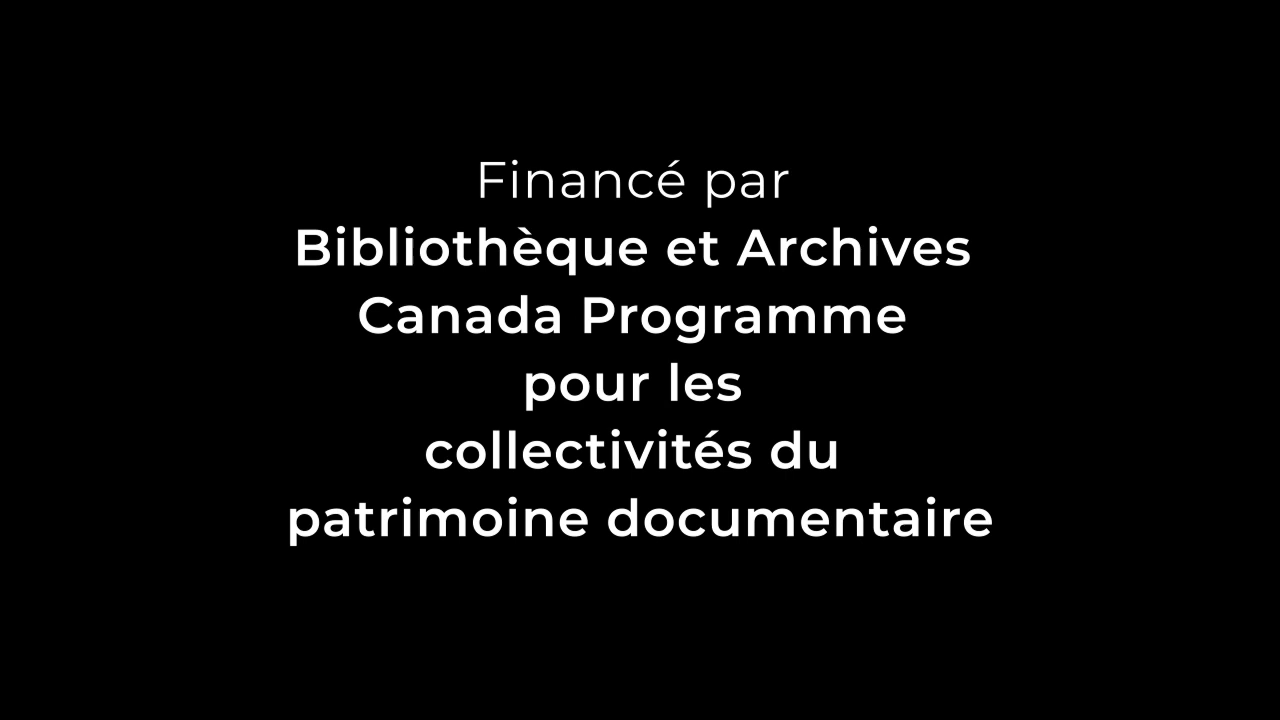 Financé par
Bibliothèque et Archives
Canada Programme
pour les
collectivités du
patrimoine documentaire